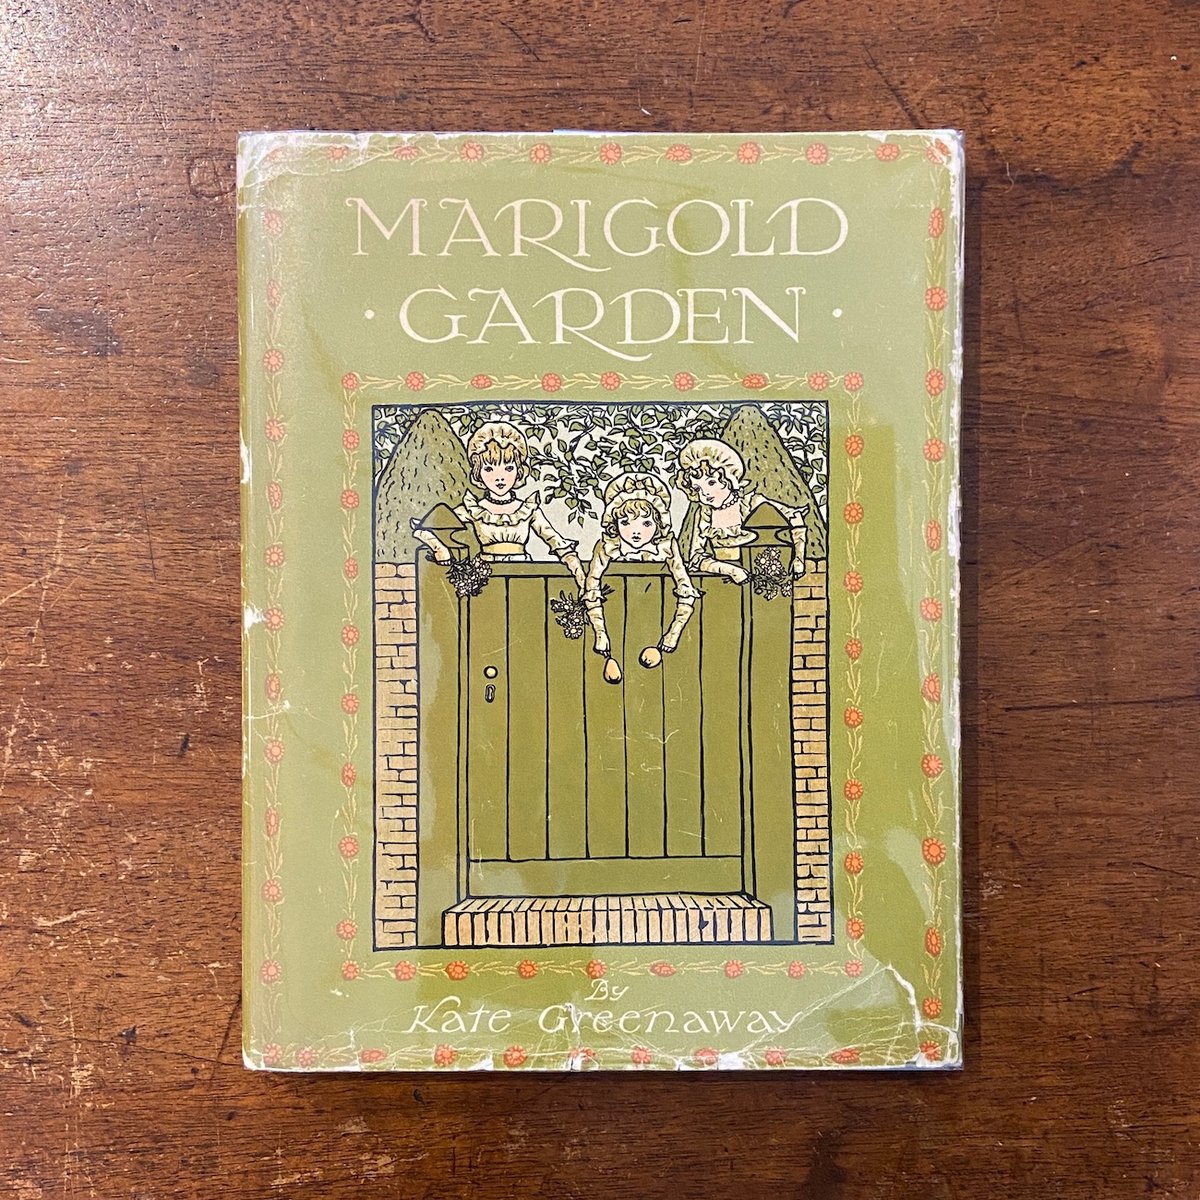 MARIGOLD
· GARDEN ·
By
Kate Greenaway